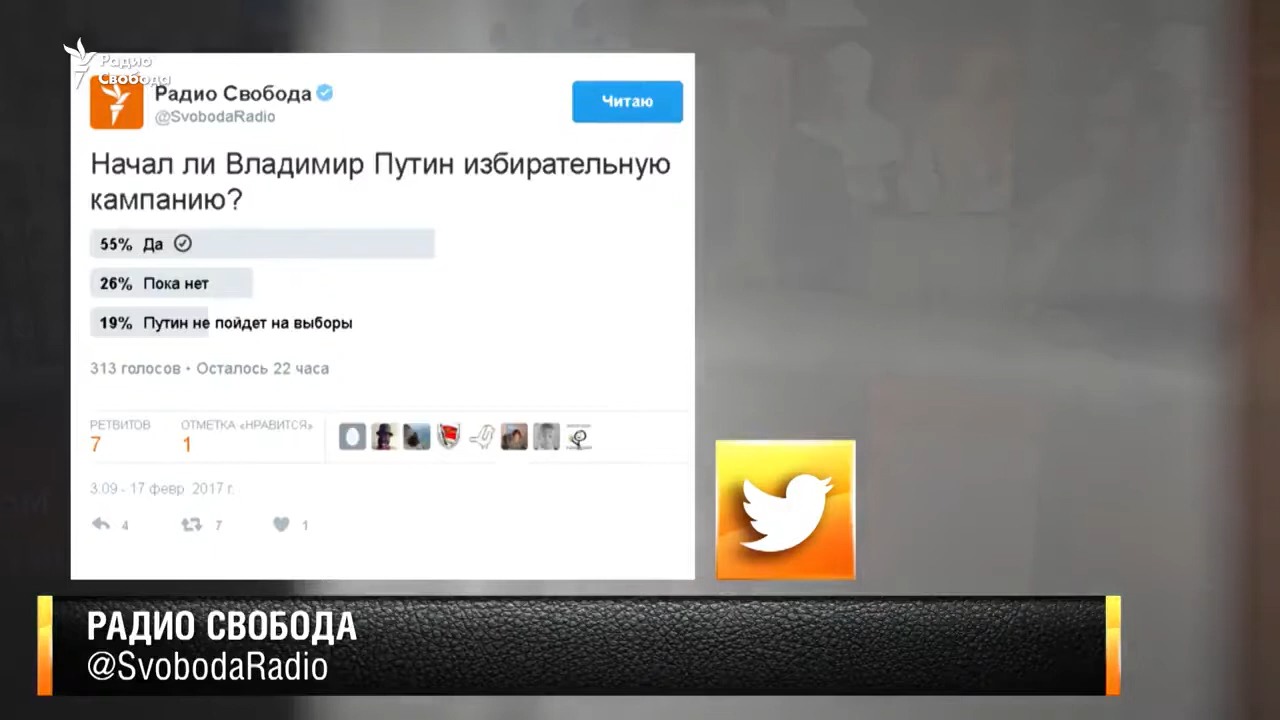 Радио
Свобода
Радио Свобода
@SvobodaRadio
Читаю
Начал ли Владимир Путин избирательную
кампанию?
55% Да
26% Пока нет
19% Путин не пойдет на выборы
313 голосов • Осталось 22 часа
РЕТВИТОВ
7
ОТМЕТКА «НРАВИТСЯ»
1
3:09 - 17 февр. 2017 г.
4 7 1
РАДИО СВОБОДА
@SvobodaRadio